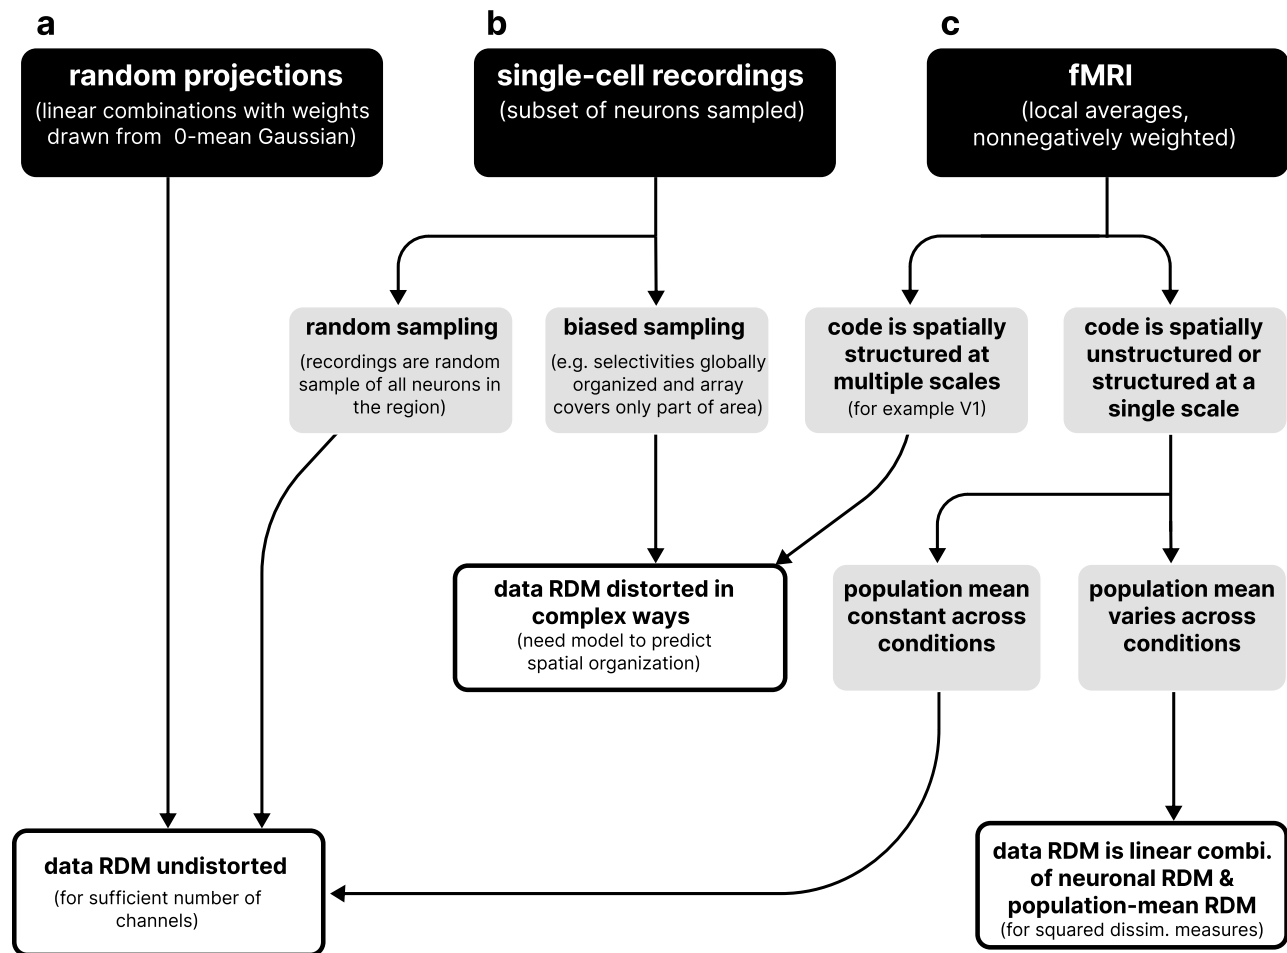 a
random projections
(linear combinations with weights
drawn from 0-mean Gaussian)
b
single-cell recordings
(subset of neurons sampled)
c
fMRI
(local averages,
nonnegatively weighted)
random sampling
(recordings are random
sample of all neurons in
the region)
biased sampling
(e.g. selectivities globally
organized and array
covers only part of area)
code is spatially
structured at
multiple scales
(for example V1)
code is spatially
unstructured or
structured at a
single scale
data RDM distorted in
complex ways
(need model to predict
spatial organization)
population mean
constant across
conditions
population mean
varies across
conditions
data RDM undistorted
(for sufficient number of
channels)
data RDM is linear combi.
of neuronal RDM &
population-mean RDM
(for squared dissim. measures)